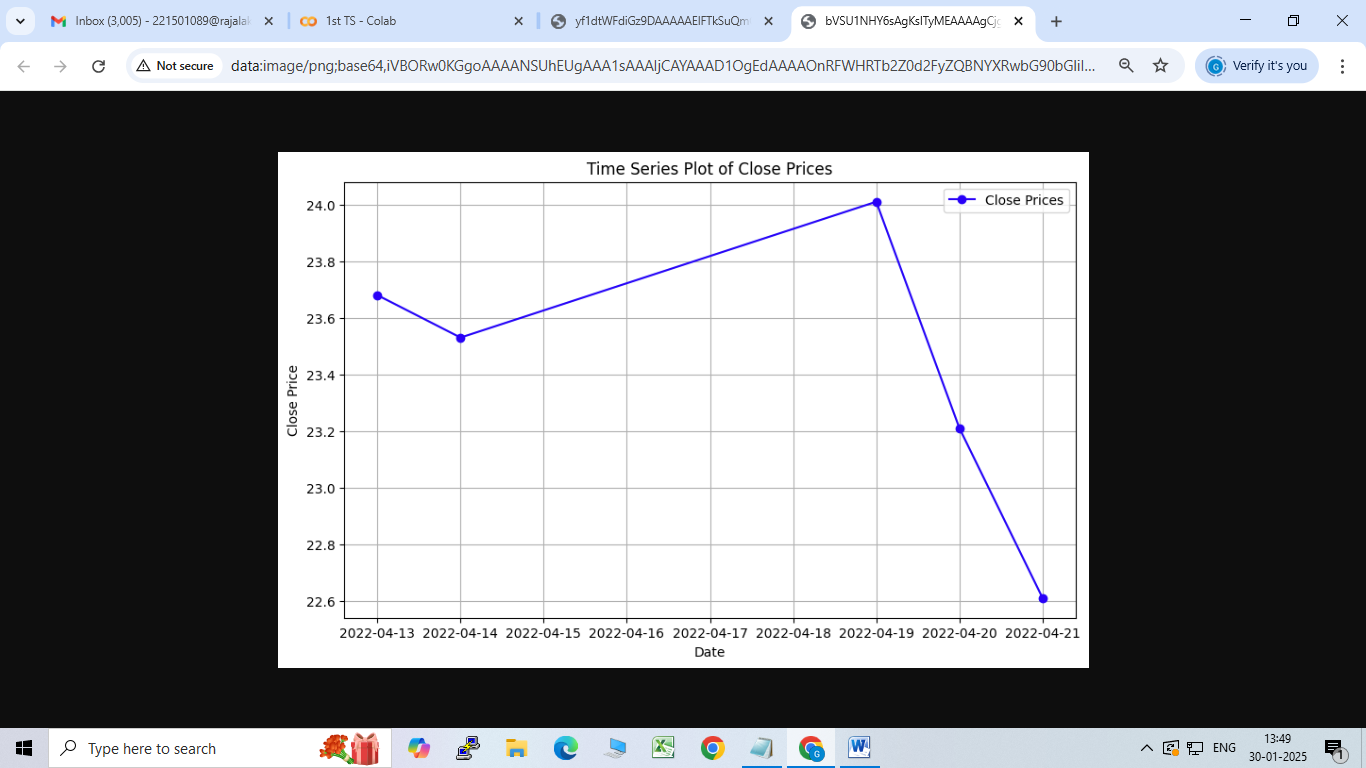 Inbox (3,005) - 221501089@rajalak
1st TS - Colab
yf1dtWFdiGz9DAAAAAElFTkSuQm
bVSU1NHY6sAgKsITyMEAAAAgCjg
Not secure
data:image/png;base64,iVBORw0KGgoAAAANSUhEUgAAA1sAAAIjCAYAAAD1OgEdAAAAOnRFWHRTb2Z0d2FyZQBNYXRwbG90bGliI...
Verify it's you
Time Series Plot of Close Prices
Close Prices
24.0
23.8
23.6
23.4
23.2
23.0
22.8
22.6
Close Price
2022-04-13 2022-04-14 2022-04-15 2022-04-16 2022-04-17 2022-04-18 2022-04-19 2022-04-20 2022-04-21
Date
Type here to search
ENG
13:49
30-01-2025
1